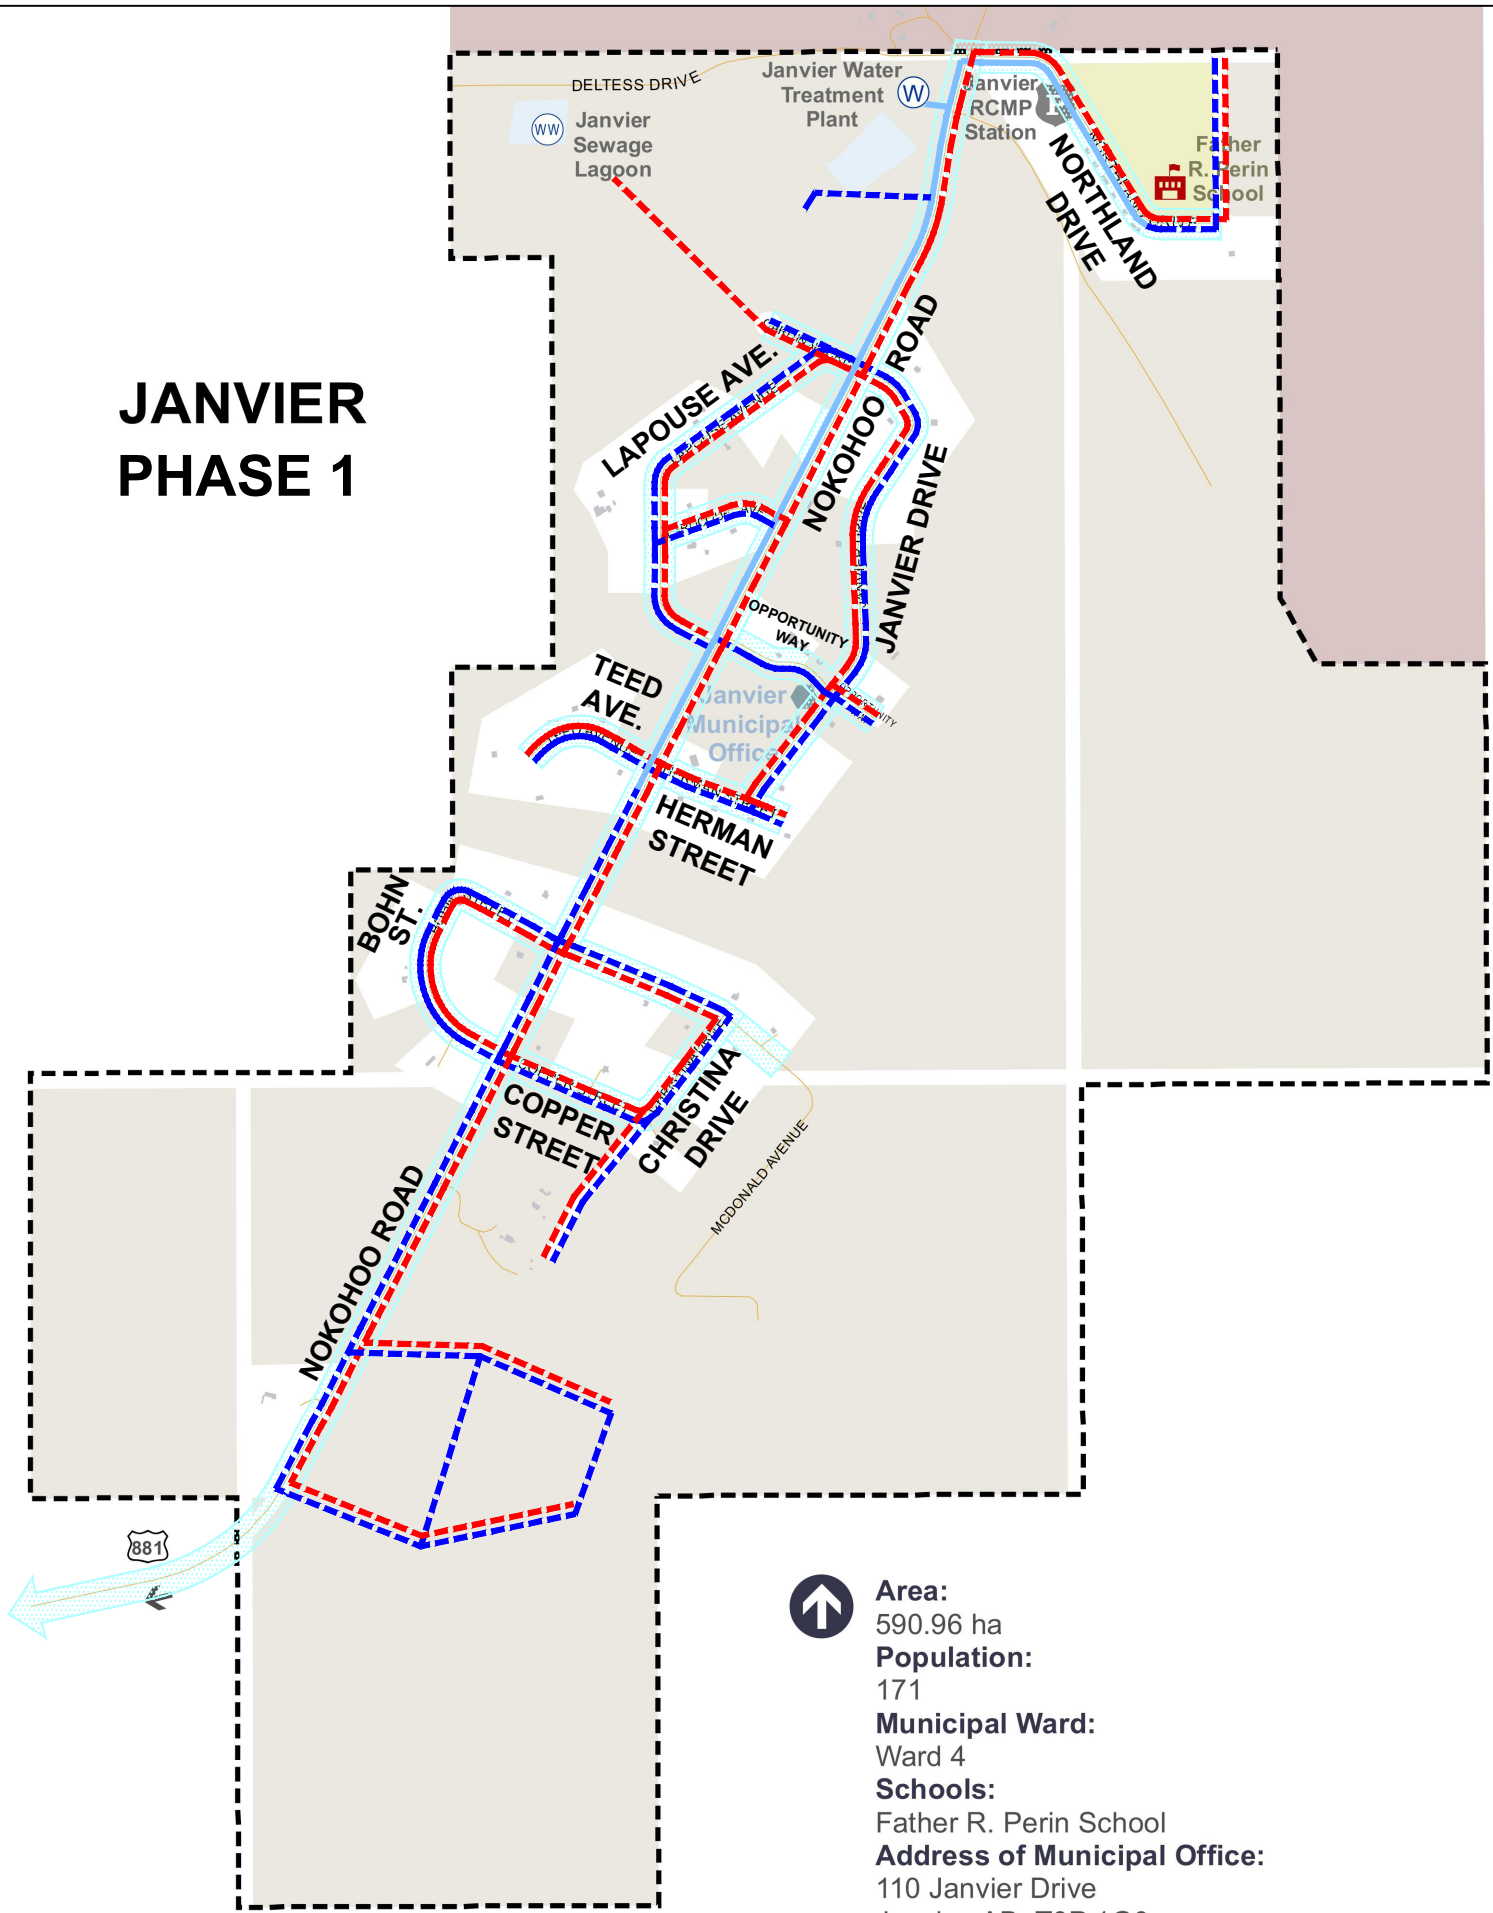 DELTESS DRIVE
Janvier Water
Treatment
Plant
W
Janvier
RCMP
Station
WW
Janvier
Sewage
Lagoon
Father
R. Perin
School
NORTHLAND
DRIVE
JANVIER
PHASE 1
LAPOUSE AVE.
NOKOHOO ROAD
JANVIER DRIVE
OPPORTUNITY
WAY
TEED
AVE.
Janvier
Municipal
Office
OPPORTUNITY
HERMAN
STREET
BOHN
ST.
COPPER
STREET
CHRISTINA
DRIVE
MCDONALD AVENUE
NOKOHOO ROAD
881
Area:
590.96 ha
Population:
171
Municipal Ward:
Ward 4
Schools:
Father R. Perin School
Address of Municipal Office:
110 Janvier Drive